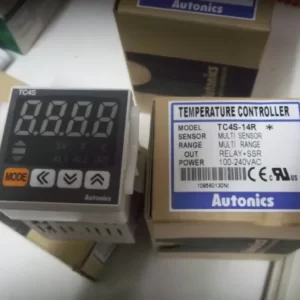 TC4S
8.8.8.8
MODE
Autonics
Autonics
TEMPERATURE CONTROLLER
MODEL TC4S-14R *
SENSOR MULTI SENSOR
RANGE MULTI RANGE
OUT RELAY+SSR
POWER 100-240VAC
Autonics